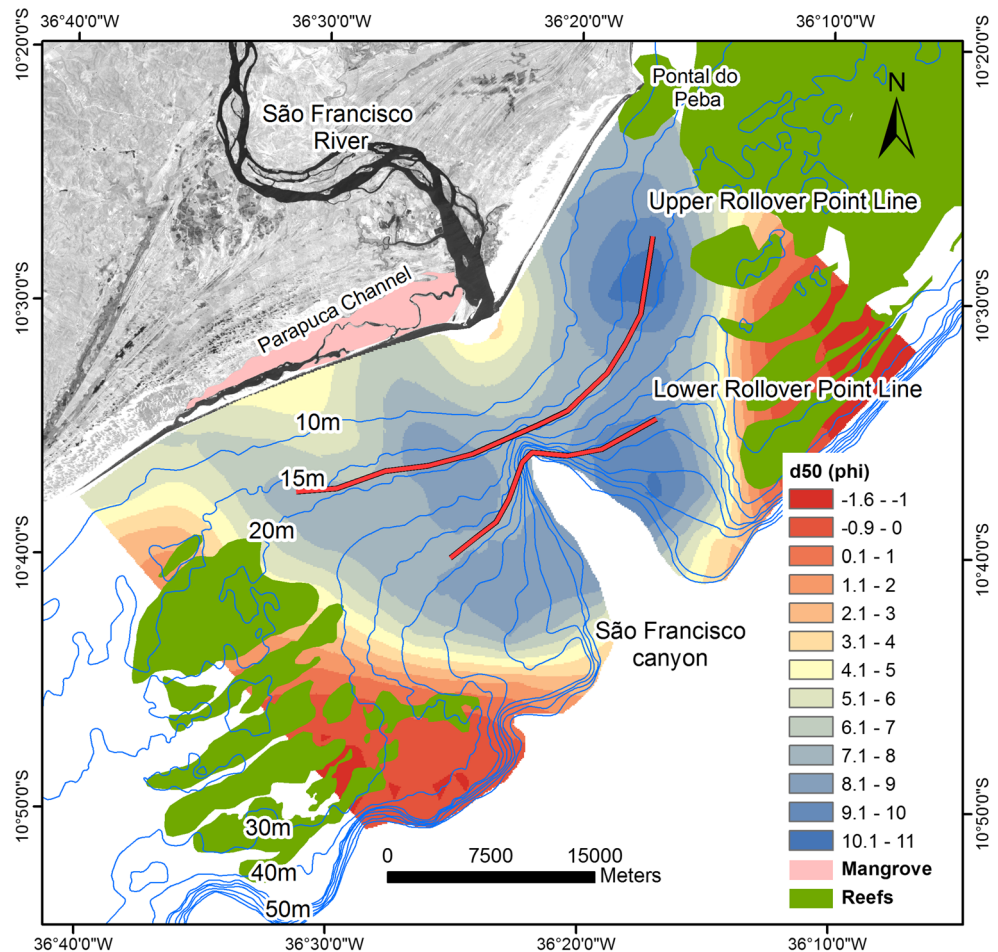 36°40'0"W 36°30'0"W 36°20'0"W 36°10'0"W
10°20'0"S 10°20'0"S
Pontal do
Peba
N
São Francisco
River
Upper Rollover Point Line
10°30'0"S 10°30'0"S
Parapuca Channel
Lower Rollover Point Line
10m
15m
20m
10°40'0"S 10°40'0"S
São Francisco
canyon
d50 (phi)
-1.6 - -1
-0.9 - 0
0.1 - 1
1.1 - 2
2.1 - 3
3.1 - 4
4.1 - 5
5.1 - 6
6.1 - 7
7.1 - 8
8.1 - 9
9.1 - 10
10.1 - 11
Mangrove
Reefs
10°50'0"S 10°50'0"S
30m
40m
50m
0 7500 15000
Meters
36°40'0"W 36°30'0"W 36°20'0"W 36°10'0"W